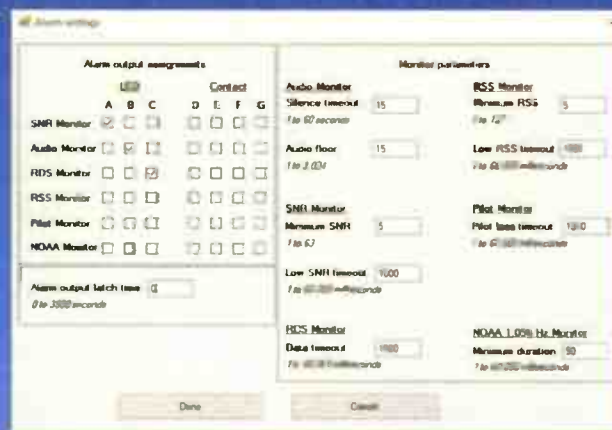 Alarm settings
Alarm output assignments
LED Contact
A B C D E F G
SNR Monitor
Audio Monitor
RDS Monitor
RSS Monitor
Pilot Monitor
NOAA Monitor
Alarm output latch time 0
0 to 3600 seconds
Monitor parameters
Audio Monitor
Silence timeout 15
1 to 60 seconds
Audio floor 15
SNR Monitor
Minimum SNR 5
1 to 63
Low SNR timeout 1000
RDS Monitor
Data timeout
RSS Monitor
Minimum RSS 5
1 to
Low RSS timeout
Pilot Monitor
Pilot loss timeout
NOAA 1,050 Hz Monitor
Minimum duration
Done Cancel